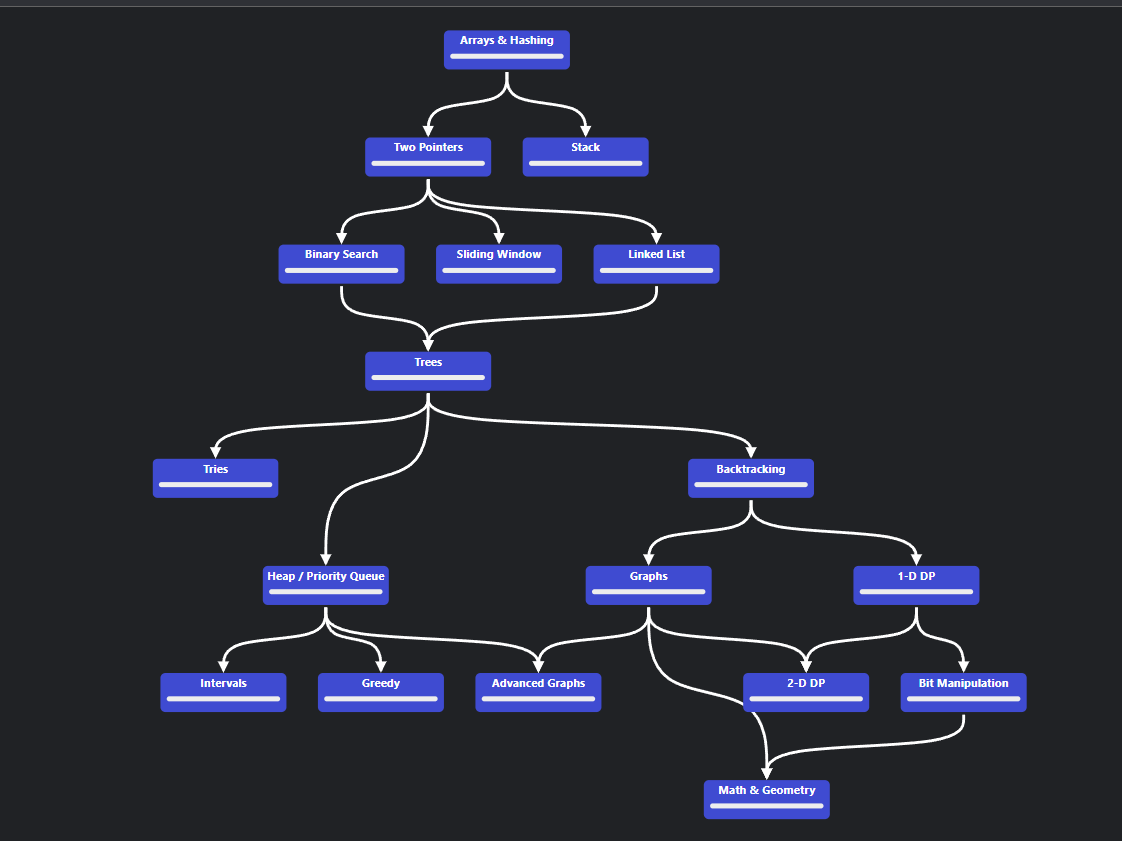 Arrays & Hashing
Two Pointers
Stack
Binary Search
Sliding Window
Linked List
Trees
Tries
Backtracking
Heap / Priority Queue
Graphs
1-D DP
Intervals
Greedy
Advanced Graphs
2-D DP
Bit Manipulation
Math & Geometry